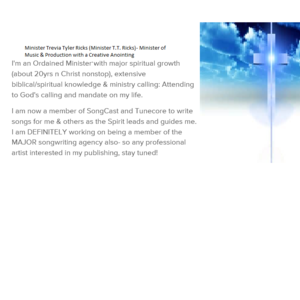 Minister.Trevia Tyler Ricks (Minister T.T. Ricks)- Minister of
Music & Production with a Creative Anointing
I'm an Ordained Minister with major spiritual growth
(about 20yrs n Christ nonstop), extensive
biblical/spiritual knowledge & ministry calling: Attending
to God's calling and mandate on my life.
I am now a member of SongCast and Tunecore to write
songs for me & others as the Spirit leads and guides me.
I am DEFINITELY working on being a member of the
MAJOR songwriting agency also- so any professional
artist interested in my publishing, stay tuned!